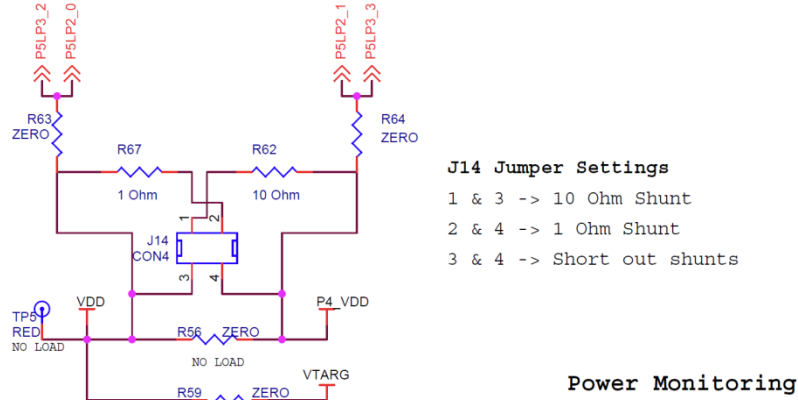 P5LP3_2
P5LP2_0
P5LP2_1
P5LP3_3
R63
ZERO
R64
ZERO
R67
1 Ohm
R62
10 Ohm
J14 Jumper Settings
1 & 3 -> 10 Ohm Shunt
2 & 4 -> 1 Ohm Shunt
3 & 4 -> Short out shunts
1
2
J14
CON4
3
4
TP5
RED
NO LOAD
VDD
R56
ZERO
NO LOAD
P4_VDD
VTARG
R59
ZERO
Power Monitoring